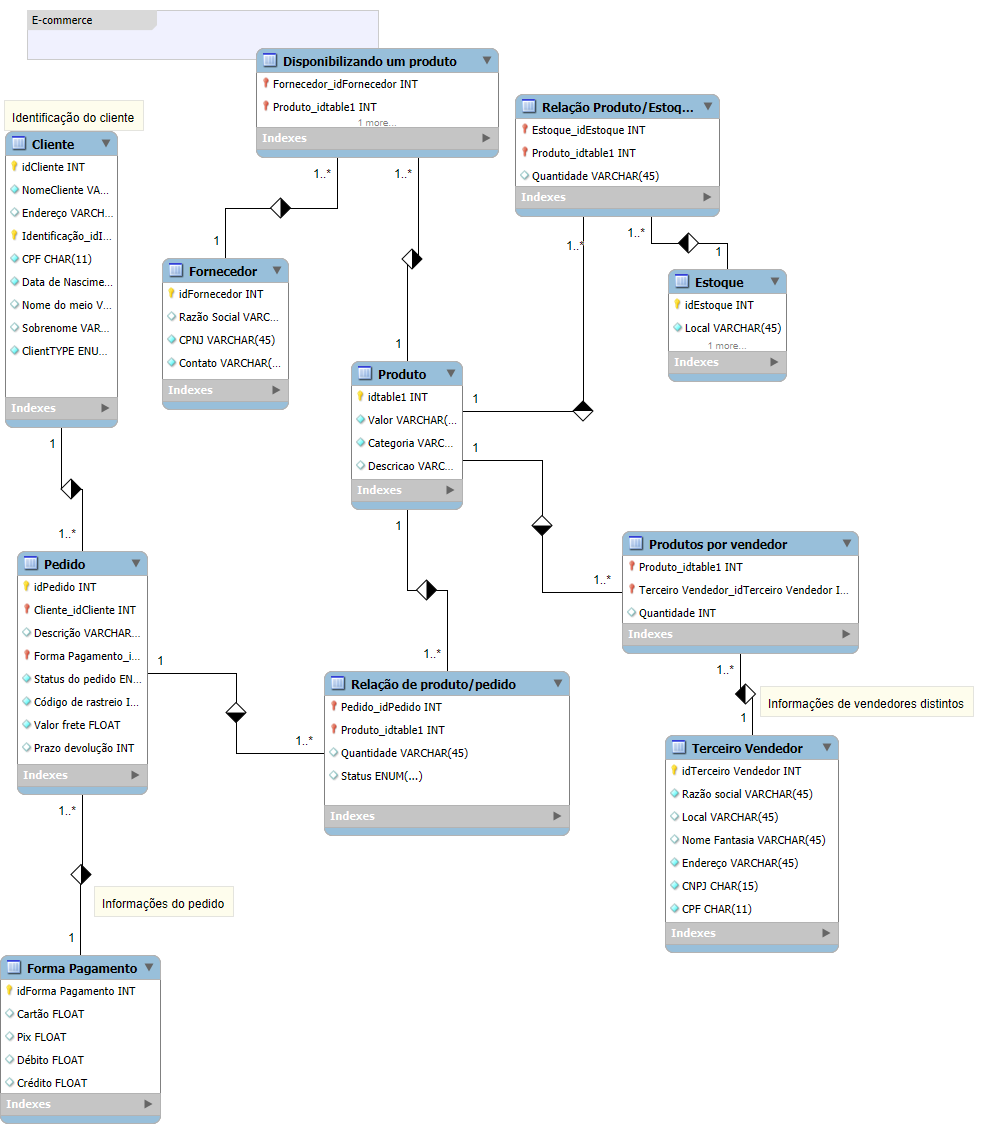 E-commerce
Disponibilizando um produto
Fornecedor_idFornecedor INT
Produto_idtable1 INT
1 more...
Indexes
Relação Produto/Estoq...
Estoque_idEstoque INT
Produto_idtable1 INT
Quantidade VARCHAR(45)
Indexes
Identificação do cliente
Cliente
idCliente INT
NomeCliente VA...
Endereço VARCH...
Identificação_idI...
CPF CHAR(11)
Data de Nascime...
Nome do meio V...
Sobrenome VAR...
ClientTYPE ENU...
Indexes
1..*
1..*
1
1
1..*
1..*
1
Fornecedor
idFornecedor INT
Razão Social VARC...
CPNJ VARCHAR(45)
Contato VARCHAR(...
Indexes
Estoque
idEstoque INT
Local VARCHAR(45)
1 more...
Indexes
Produto
idtable1 INT
Valor VARCHAR(...
Categoria VARC...
Descricao VARC...
Indexes
1
1
1
1..*
1
1..*
1..*
Pedido
idPedido INT
Cliente_idCliente INT
Descrição VARCHAR...
Forma Pagamento_i...
Status do pedido EN...
Código de rastreio I...
Valor frete FLOAT
Prazo devolução INT
Indexes
Produtos por vendedor
Produto_idtable1 INT
Terceiro Vendedor_idTerceiro Vendedor I...
Quantidade INT
Indexes
1
1..*
Relação de produto/pedido
Pedido_idPedido INT
Produto_idtable1 INT
Quantidade VARCHAR(45)
Status ENUM(...)
Indexes
1..*
1
Informações de vendedores distintos
Terceiro Vendedor
idTerceiro Vendedor INT
Razão social VARCHAR(45)
Local VARCHAR(45)
Nome Fantasia VARCHAR(45)
Endereço VARCHAR(45)
CNPJ CHAR(15)
CPF CHAR(11)
Indexes
1..*
1
Informações do pedido
Forma Pagamento
idForma Pagamento INT
Cartão FLOAT
Pix FLOAT
Débito FLOAT
Crédito FLOAT
Indexes